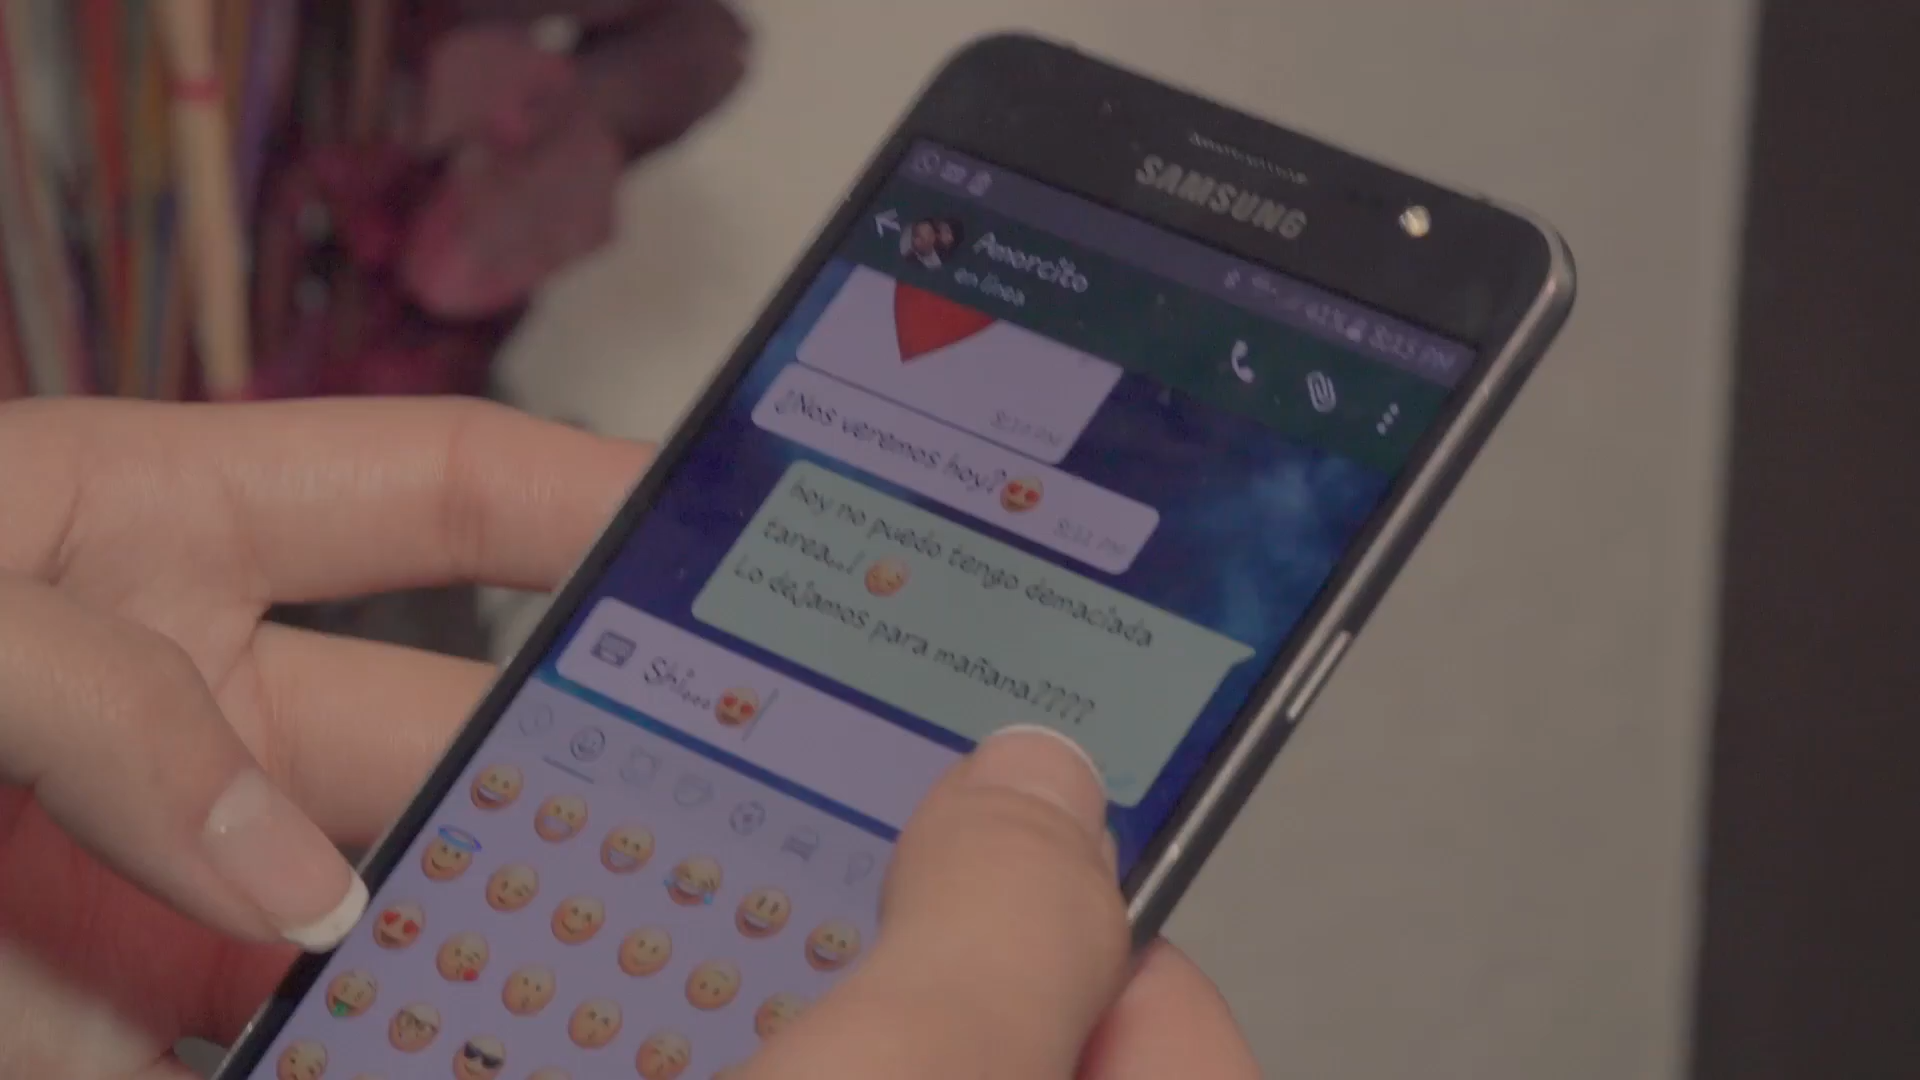 SAMSUNG
Amorcito
en línea
¿Nos veremos hoy?
hoy no puedo tengo demaciada
tarea...!
Lo dejamos para mañana????
Shi...